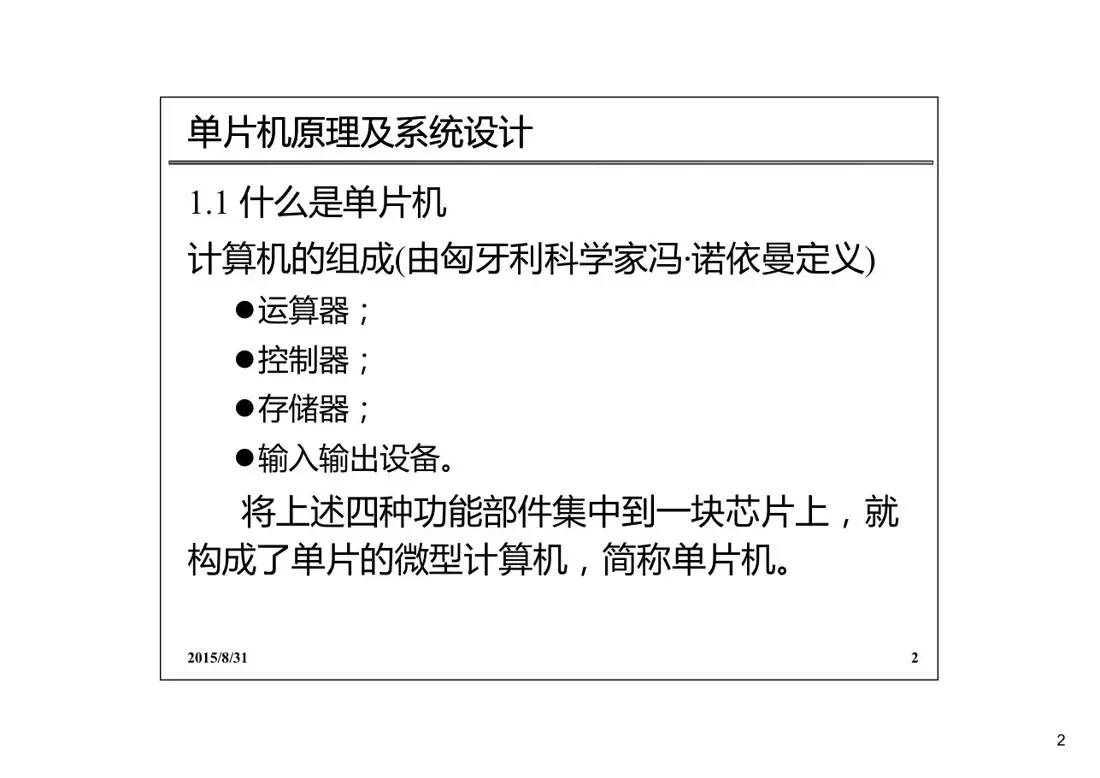 单片机原理及系统设计
1.1 什么是单片机
计算机的组成(由匈牙利科学家冯·诺依曼定义)
●运算器；
●控制器；
●存储器；
●输入输出设备。
将上述四种功能部件集中到一块芯片上，就
构成了单片的微型计算机，简称单片机。
2015/8/31 2
2